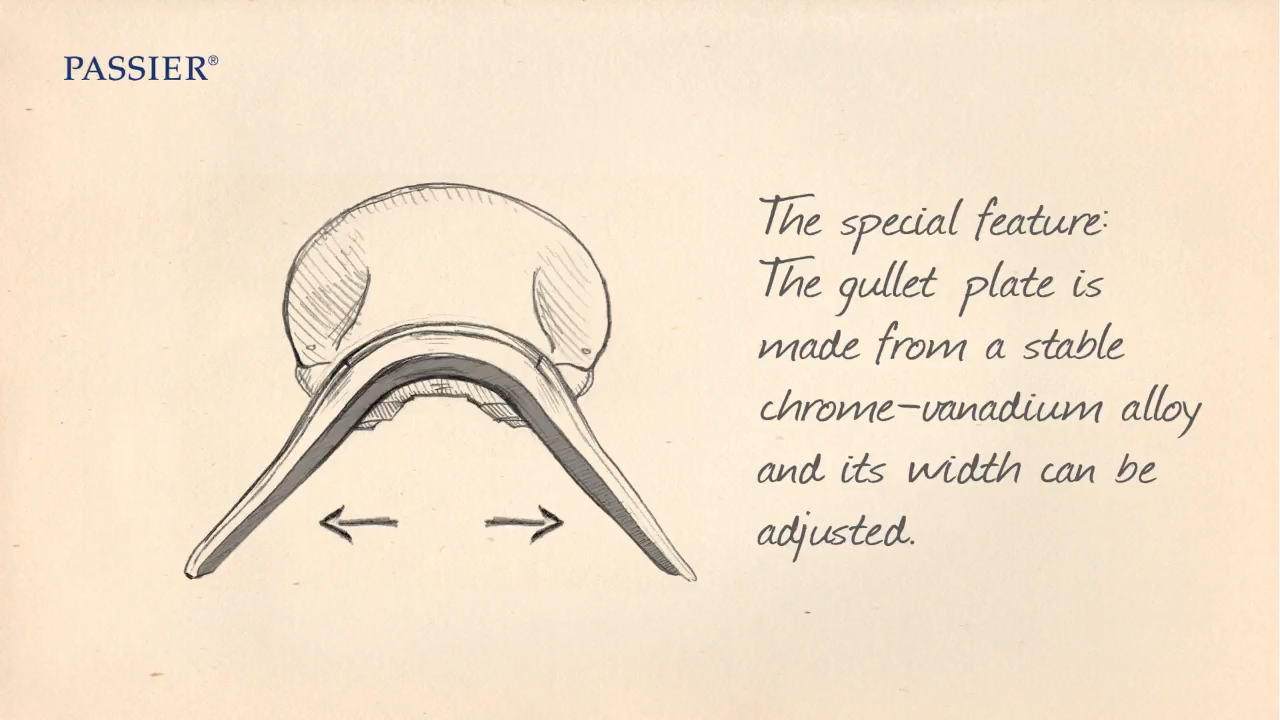 PASSIER®
The special feature:
The gullet plate is
made from a stable
chrome-vanadium alloy
and its width can be
adjusted.